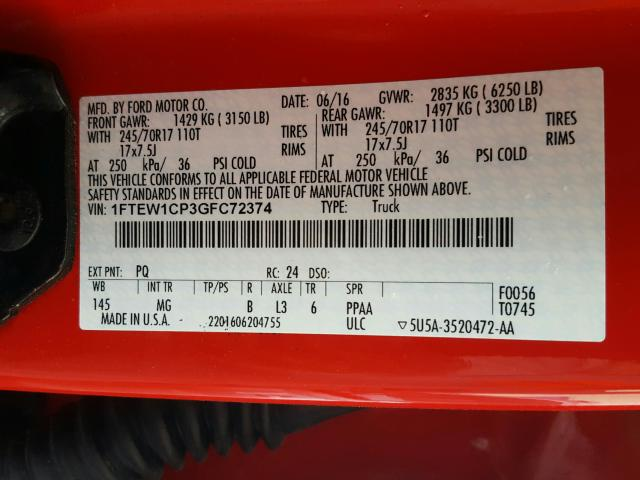 MFD. BY FORD MOTOR CO. DATE: 06/16 GVWR: 2835 KG ( 6250 LB)
FRONT GAWR: 1429 KG ( 3150 LB) REAR GAWR: 1497 KG ( 3300 LB)
WITH 245/70R17 110T TIRES WITH 245/70R17 110T TIRES
17x7.5J RIMS 17x7.5J RIMS
AT 250 kPa/ 36 PSI COLD AT 250 kPa/ 36 PSI COLD
THIS VEHICLE CONFORMS TO ALL APPLICABLE FEDERAL MOTOR VEHICLE
SAFETY STANDARDS IN EFFECT ON THE DATE OF MANUFACTURE SHOWN ABOVE.
VIN: 1FTEW1CP3GFC72374 TYPE: Truck
EXT PNT: PQ RC: 24 DSO:
WB INT TR TP/PS R AXLE TR SPR F0056
145 MG B L3 6 PPAA T0745
MADE IN U.S.A. 2201606204755 ULC ▽5U5A-3520472-AA